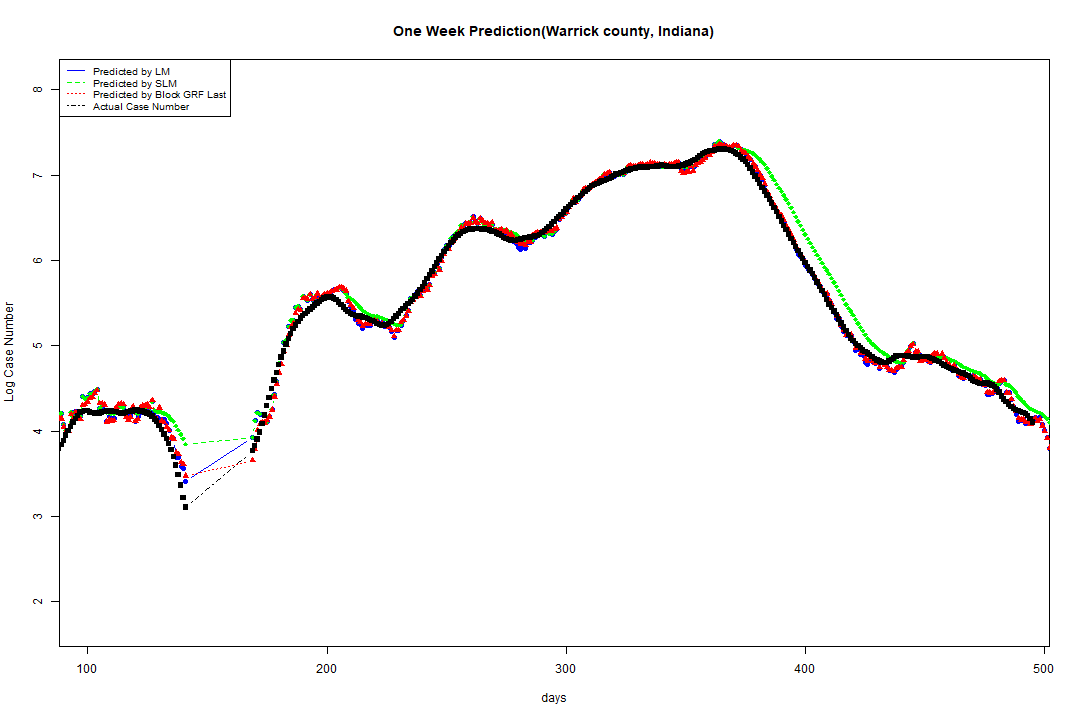 One Week Prediction(Warrick county, Indiana)
Predicted by LM
Predicted by SLM
Predicted by Block GRF Last
Actual Case Number
8
7
6
5
4
3
2
Log Case Number
100 200 300 400 500
days